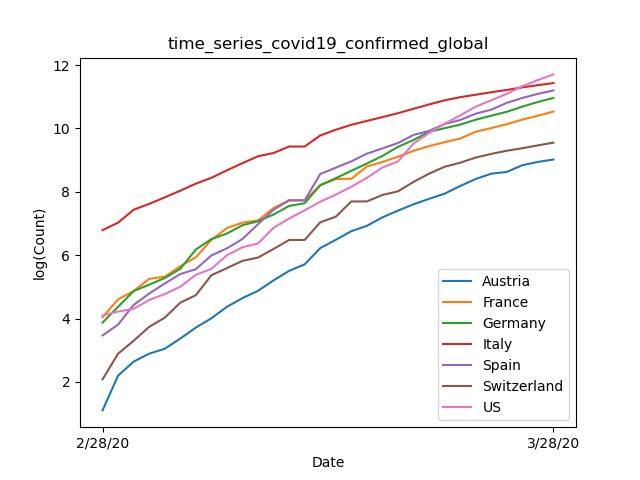 time_series_covid19_confirmed_global
12
10
8
6
4
2
log(Count)
Austria
France
Germany
Italy
Spain
Switzerland
US
2/28/20 3/28/20
Date